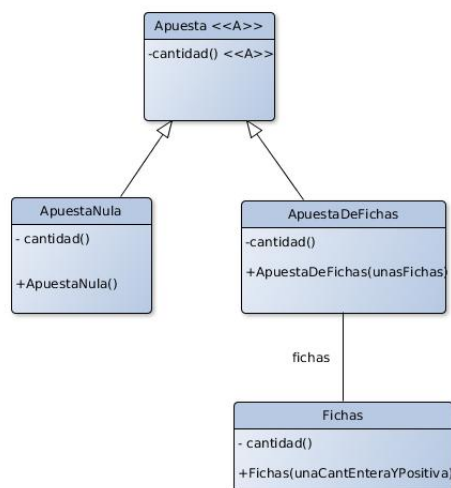 Apuesta <<A>>
-cantidad() <<A>>
ApuestaNula
- cantidad()
+ApuestaNula()
ApuestaDeFichas
-cantidad()
+ApuestaDeFichas(unasFichas)
fichas
Fichas
- cantidad()
+Fichas(unaCantEnteraYPositiva)